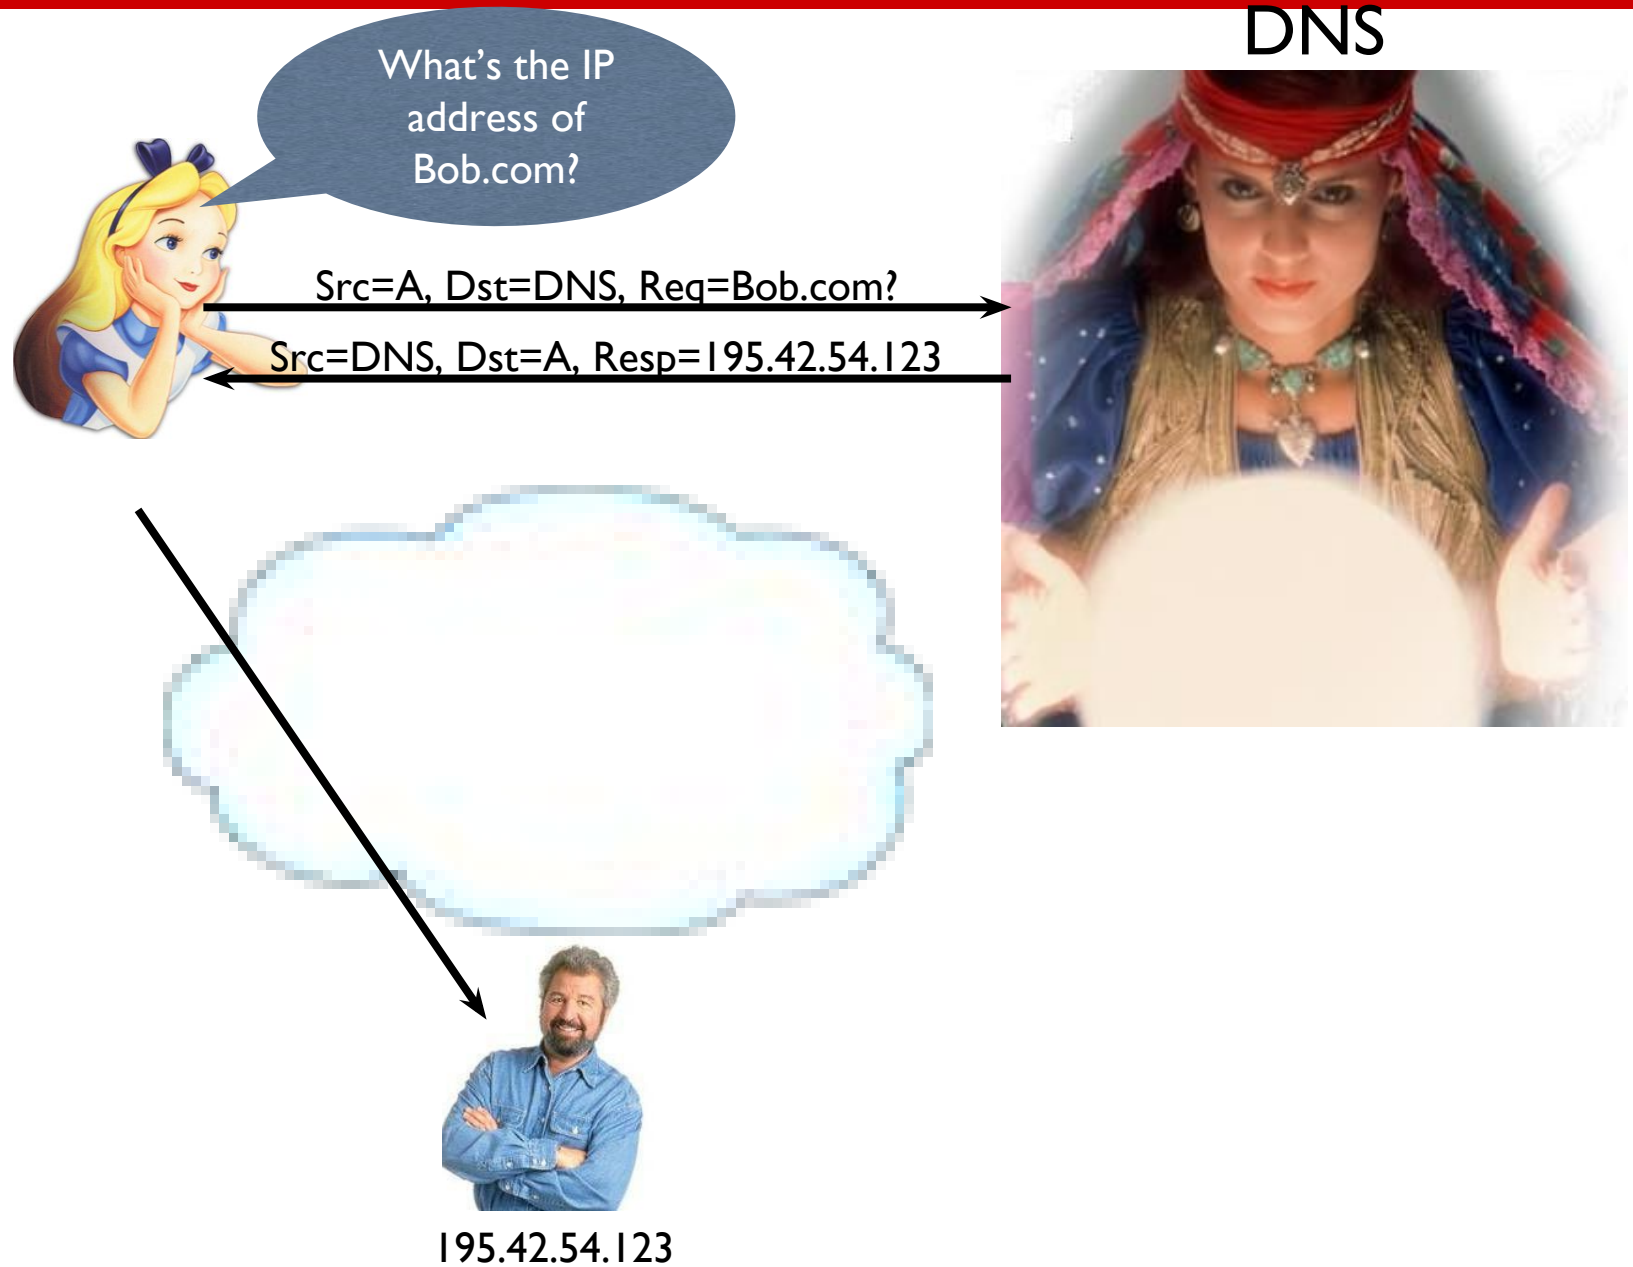 DNS
What's the IP
address of
Bob.com?
Src=A, Dst=DNS, Req=Bob.com?
Src=DNS, Dst=A, Resp=195.42.54.123
195.42.54.123